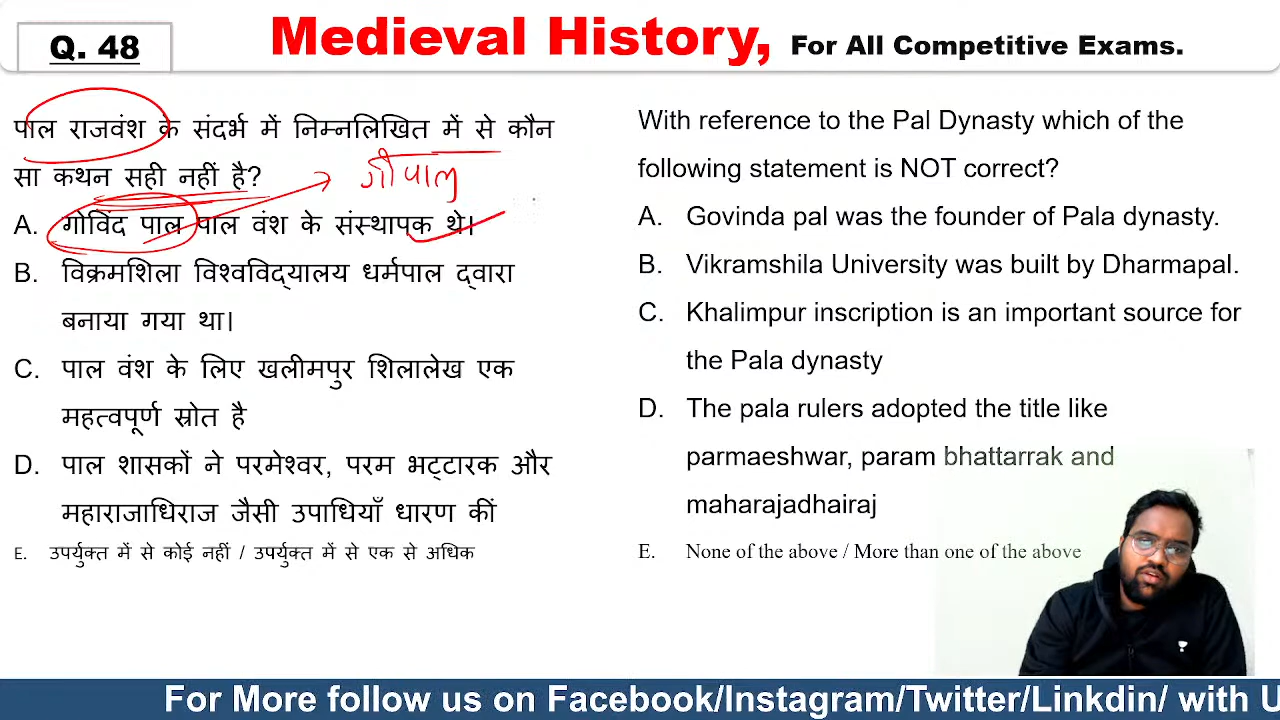 Q. 48
Medieval History, For All Competitive Exams.
पाल राजवंश के संदर्भ में निम्नलिखित में से कौन
सा कथन सही नहीं है?
गोपाल
A. गोविंद पाल पाल वंश के संस्थापक थे।
B. विक्रमशिला विश्वविद्यालय धर्मपाल द्वारा
बनाया गया था।
C. पाल वंश के लिए खलीमपुर शिलालेख एक
महत्वपूर्ण स्रोत है
D. पाल शासकों ने परमेश्वर, परम भट्टारक और
महाराजाधिराज जैसी उपाधियाँ धारण कीं
E. उपर्युक्त में से कोई नहीं / उपर्युक्त में से एक से अधिक
With reference to the Pal Dynasty which of the
following statement is NOT correct?
A. Govinda pal was the founder of Pala dynasty.
B. Vikramshila University was built by Dharmapal.
C. Khalimpur inscription is an important source for
the Pala dynasty
D. The pala rulers adopted the title like
parmaeshwar, param bhattarrak and
maharajadhairaj
E. None of the above / More than one of the above
For More follow us on Facebook/Instagram/Twitter/Linkdin/ with U